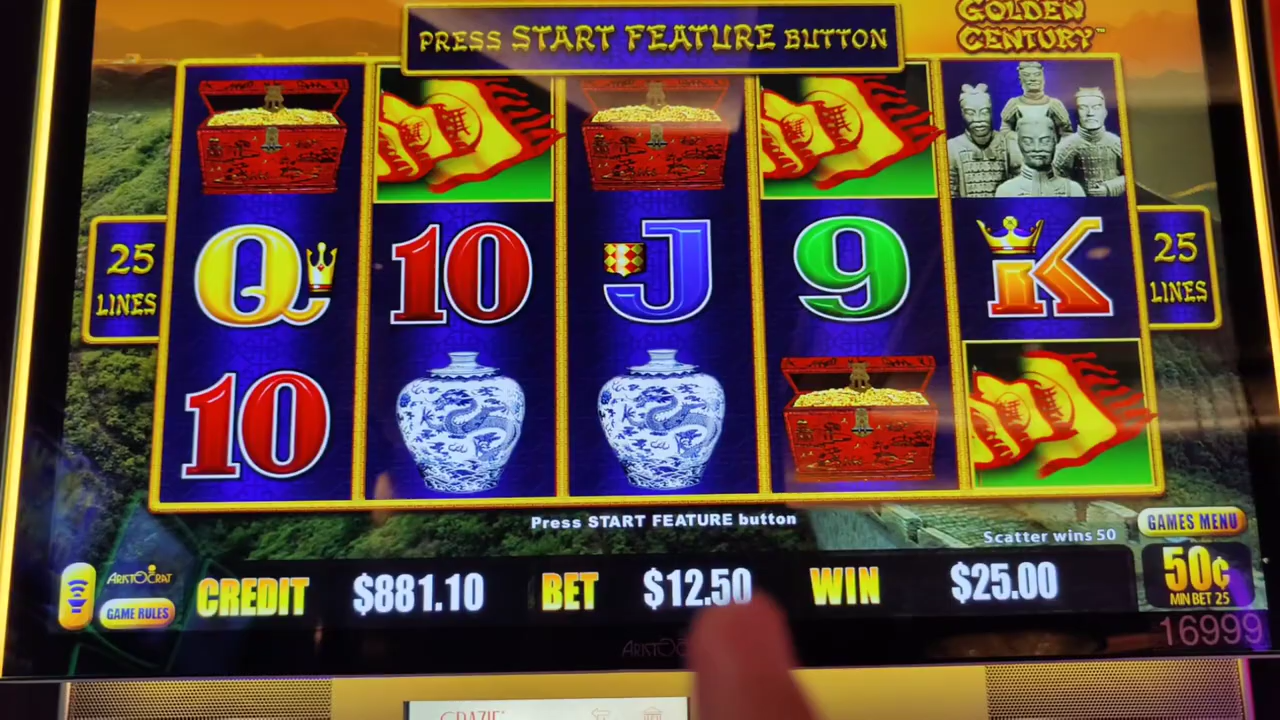 PRESS START FEATURE BUTTON
GOLDEN
CENTURY™
25
LINES
25
LINES
Q
10
J
9
K
10
Press START FEATURE button
Scatter wins 50
GAMES MENU
ARISTOCRAT
GAME RULES
CREDIT $881.10 BET $12.50 WIN $25.00
50¢
MIN BET 25
16999
GRAZIE